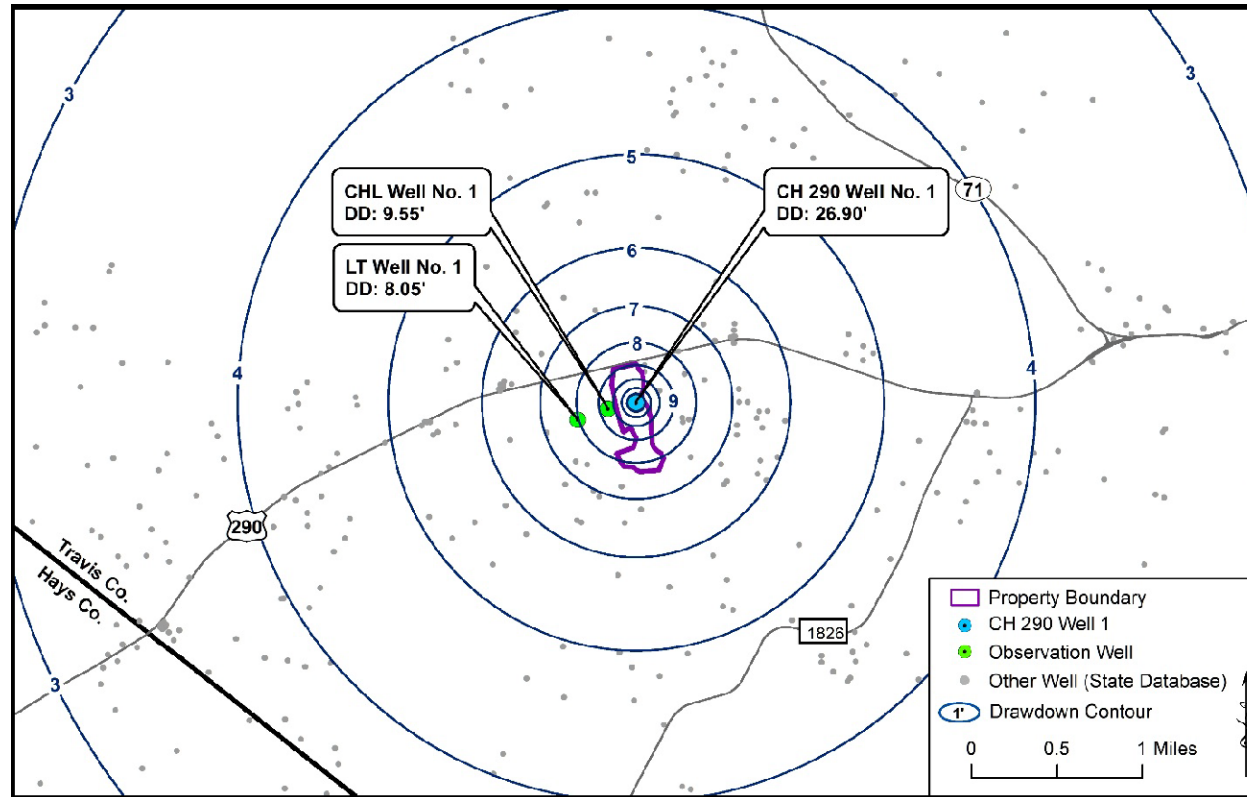 3
3
5
CHL Well No. 1
DD: 9.55'
CH 290 Well No. 1
DD: 26.90'
71
6
LT Well No. 1
DD: 8.05'
7
8
4
4
9
290
Travis Co.
Hays Co.
1826
3
Property Boundary
CH 290 Well 1
Observation Well
Other Well (State Database)
1' Drawdown Contour
0 0.5 1 Miles